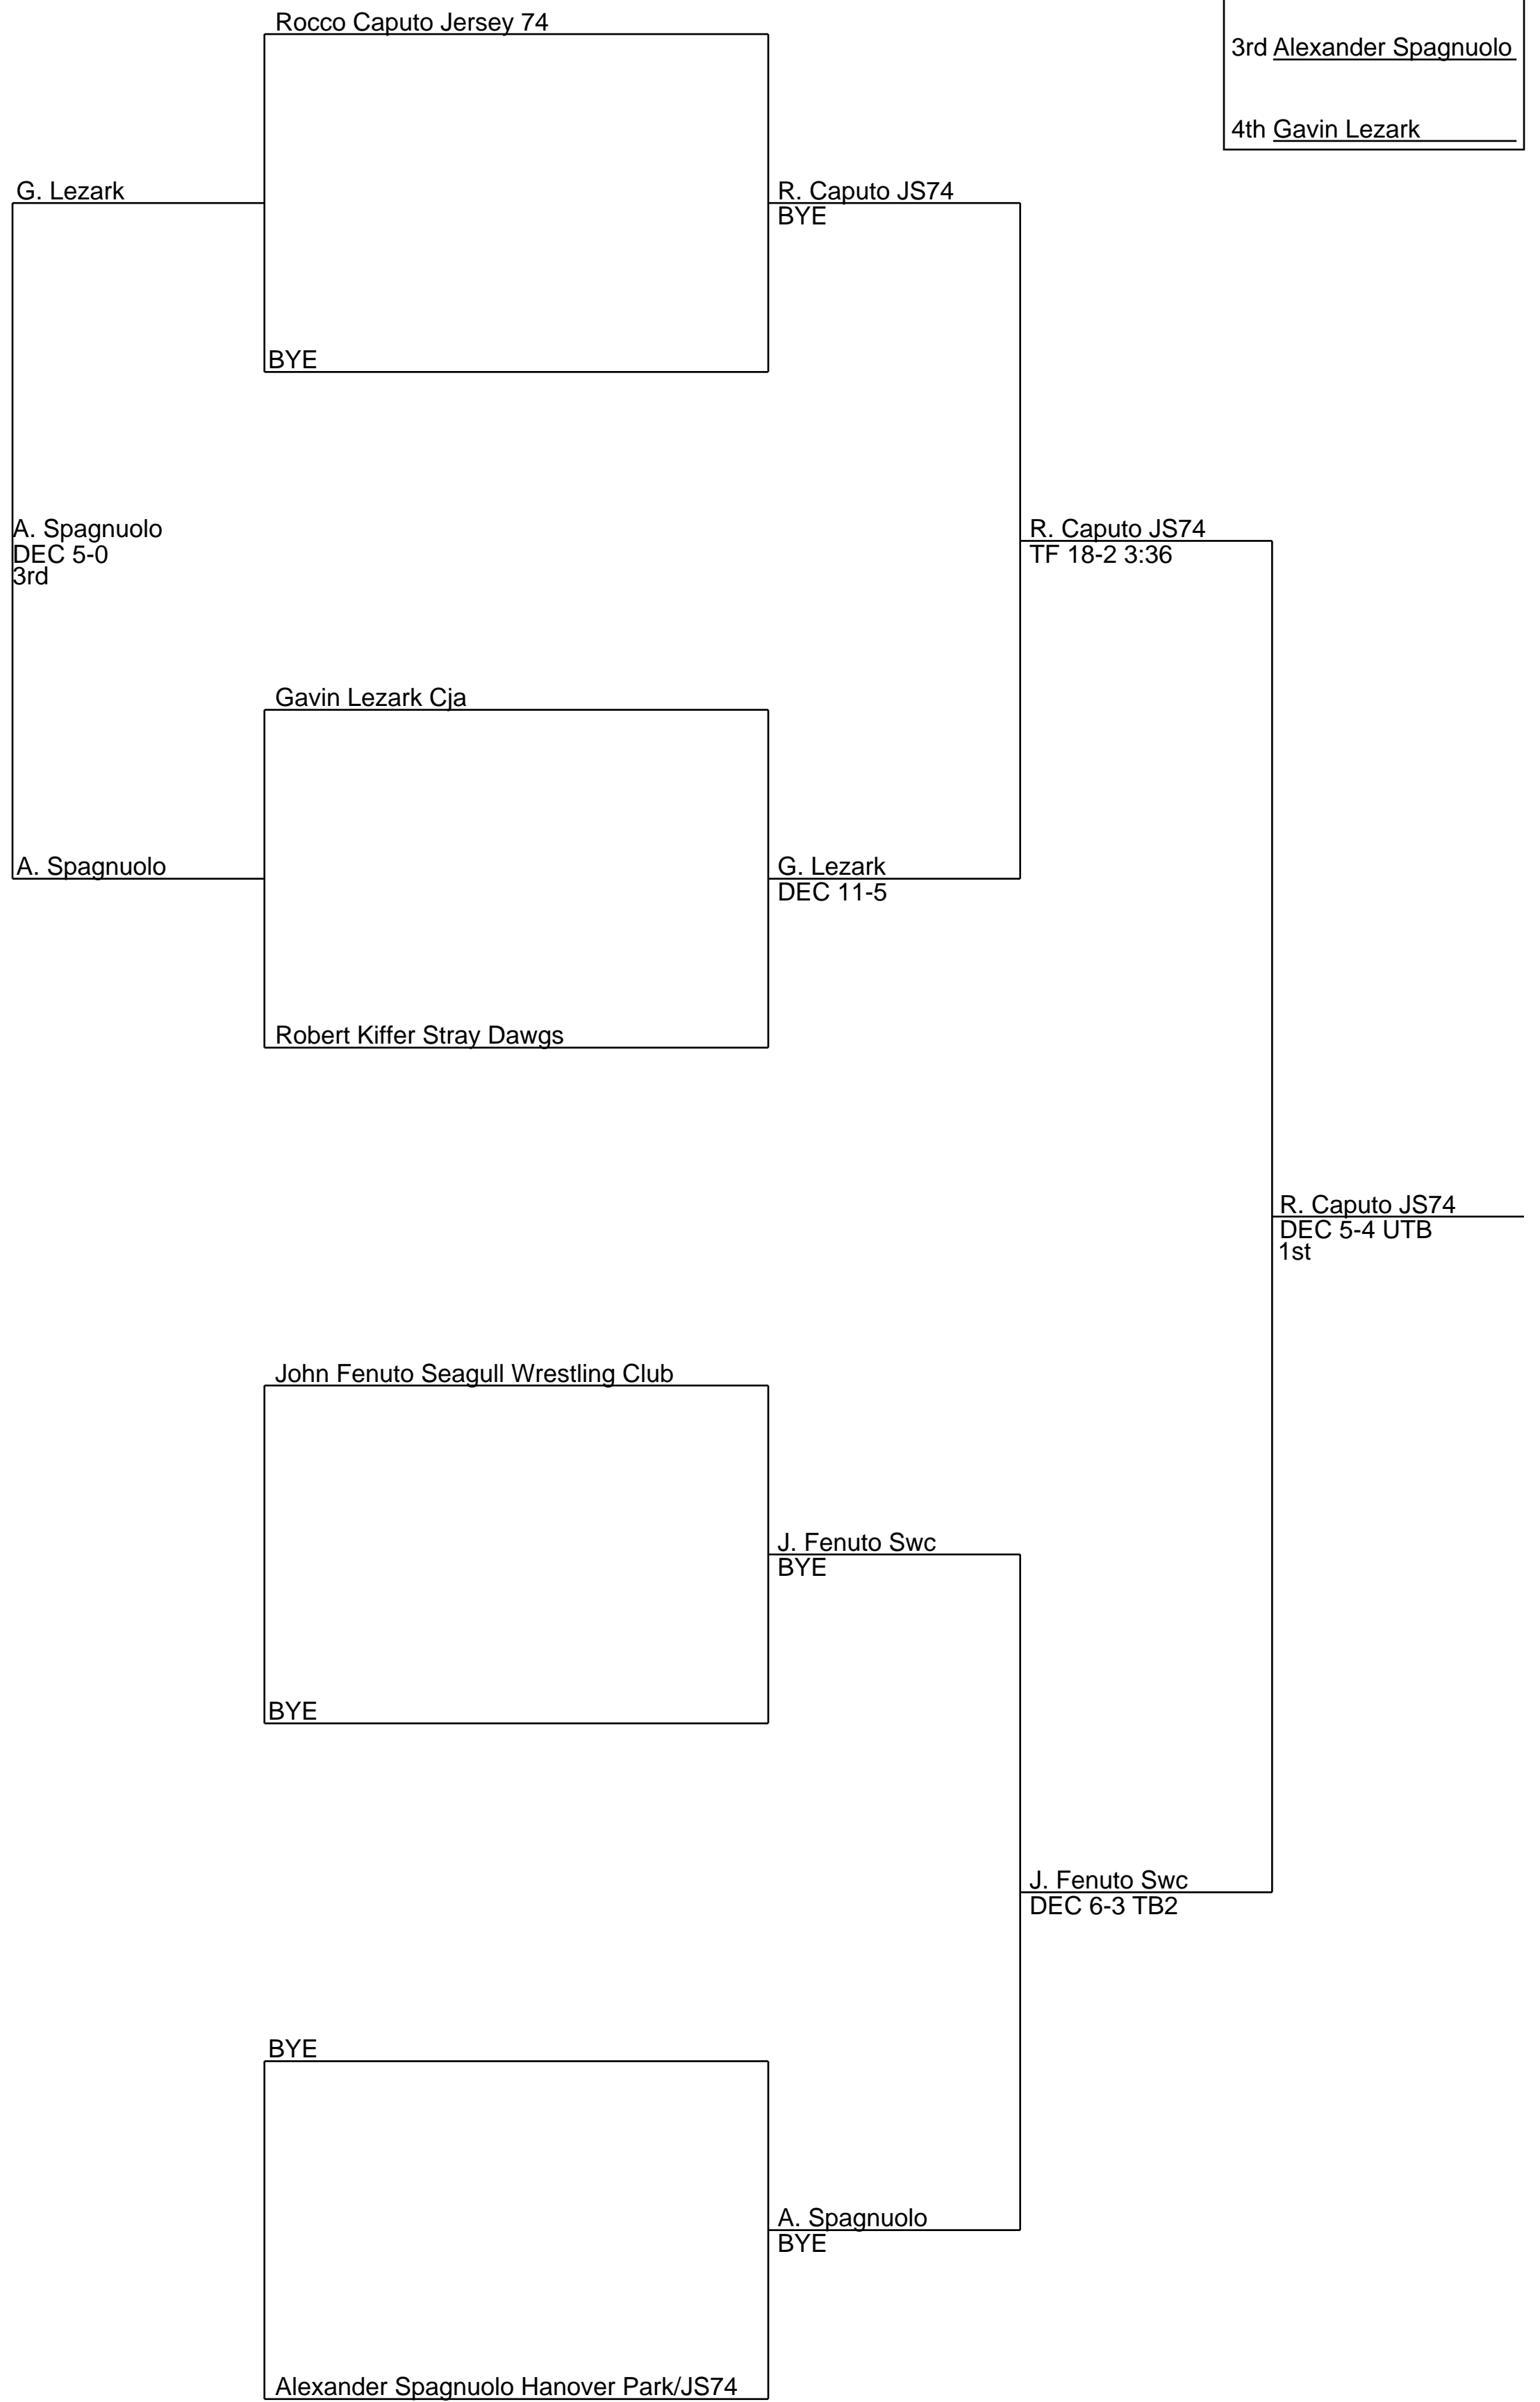 Rocco Caputo Jersey 74
3rd Alexander Spagnuolo
4th Gavin Lezark
G. Lezark
R. Caputo JS74
BYE
BYE
A. Spagnuolo
DEC 5-0
3rd
R. Caputo JS74
TF 18-2 3:36
Gavin Lezark Cja
A. Spagnuolo
G. Lezark
DEC 11-5
Robert Kiffer Stray Dawgs
R. Caputo JS74
DEC 5-4 UTB
1st
John Fenuto Seagull Wrestling Club
J. Fenuto Swc
BYE
BYE
J. Fenuto Swc
DEC 6-3 TB2
BYE
A. Spagnuolo
BYE
Alexander Spagnuolo Hanover Park/JS74